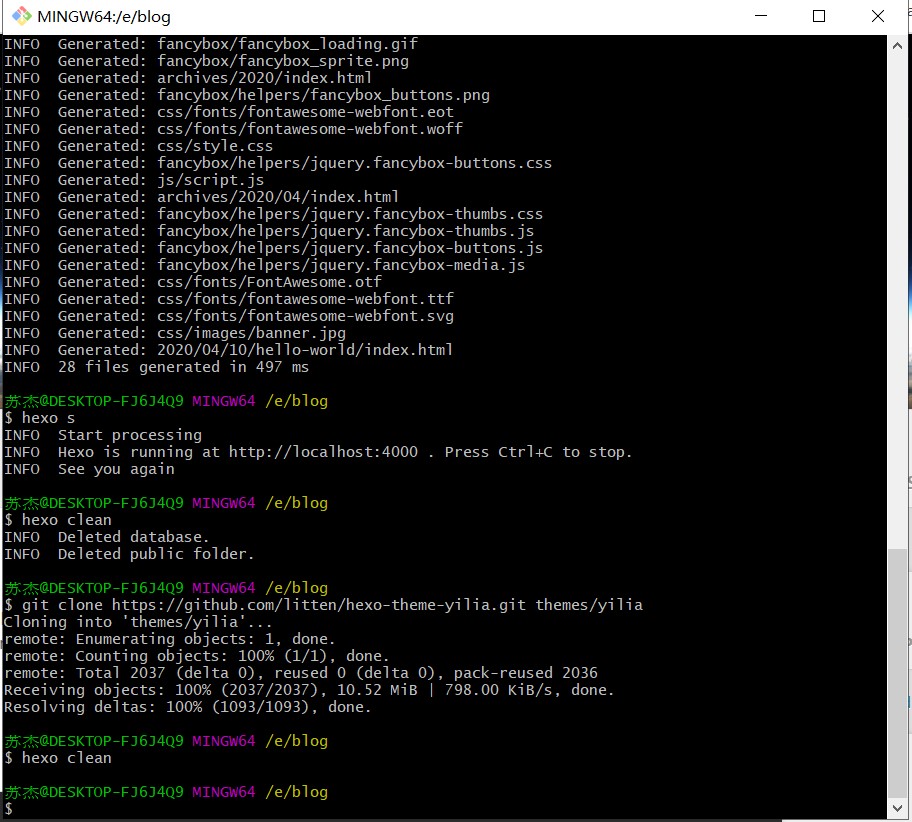 MINGW64:/e/blog
INFO  Generated: fancybox/fancybox_loading.gif
INFO  Generated: fancybox/fancybox_sprite.png
INFO  Generated: archives/2020/index.html
INFO  Generated: fancybox/helpers/fancybox_buttons.png
INFO  Generated: css/fonts/fontawesome-webfont.eot
INFO  Generated: css/fonts/fontawesome-webfont.woff
INFO  Generated: css/style.css
INFO  Generated: fancybox/helpers/jquery.fancybox-buttons.css
INFO  Generated: js/script.js
INFO  Generated: archives/2020/04/index.html
INFO  Generated: fancybox/helpers/jquery.fancybox-thumbs.css
INFO  Generated: fancybox/helpers/jquery.fancybox-thumbs.js
INFO  Generated: fancybox/helpers/jquery.fancybox-buttons.js
INFO  Generated: fancybox/helpers/jquery.fancybox-media.js
INFO  Generated: css/fonts/FontAwesome.otf
INFO  Generated: css/fonts/fontawesome-webfont.ttf
INFO  Generated: css/fonts/fontawesome-webfont.svg
INFO  Generated: css/images/banner.jpg
INFO  Generated: 2020/04/10/hello-world/index.html
INFO  28 files generated in 497 ms
苏杰@DESKTOP-FJ6J4Q9 MINGW64 /e/blog
$ hexo s
INFO  Start processing
INFO  Hexo is running at http://localhost:4000 . Press Ctrl+C to stop.
INFO  See you again
苏杰@DESKTOP-FJ6J4Q9 MINGW64 /e/blog
$ hexo clean
INFO  Deleted database.
INFO  Deleted public folder.
苏杰@DESKTOP-FJ6J4Q9 MINGW64 /e/blog
$ git clone https://github.com/litten/hexo-theme-yilia.git themes/yilia
Cloning into 'themes/yilia'...
remote: Enumerating objects: 1, done.
remote: Counting objects: 100% (1/1), done.
remote: Total 2037 (delta 0), reused 0 (delta 0), pack-reused 2036
Receiving objects: 100% (2037/2037), 10.52 MiB | 798.00 KiB/s, done.
Resolving deltas: 100% (1093/1093), done.
苏杰@DESKTOP-FJ6J4Q9 MINGW64 /e/blog
$ hexo clean
苏杰@DESKTOP-FJ6J4Q9 MINGW64 /e/blog
$